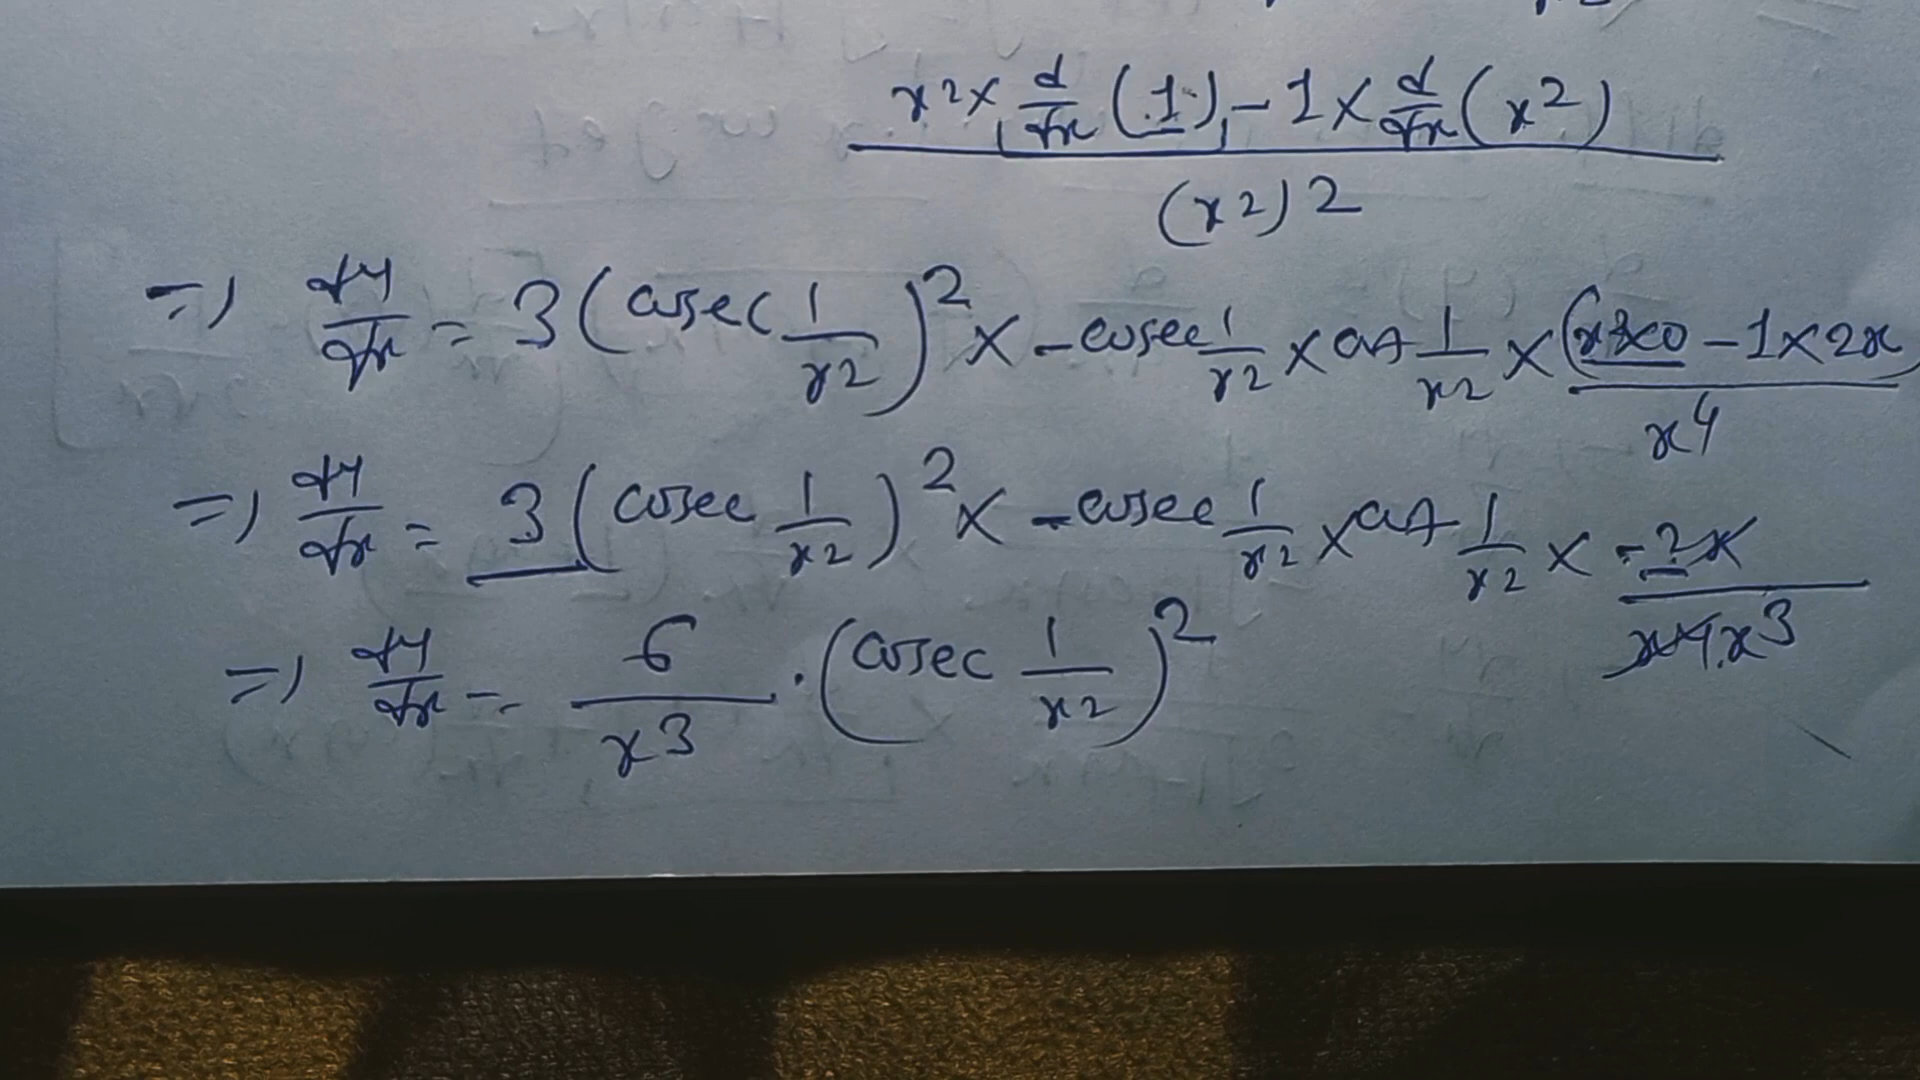 x2 × d/dx (1) - 1 × d/dx (x2)
(x2)2
=) dy/dx = 3 (cosec 1/x2)^2 × - cosec 1/x2 × cot 1/x2 × (x2×0 - 1×2x)/x4
=) dy/dx = 3 (cosec 1/x2)^2 × - cosec 1/x2 × cot 1/x2 × -2x/x4 x3
=) dy/dx = 6/x3 . (cosec 1/x2)^2